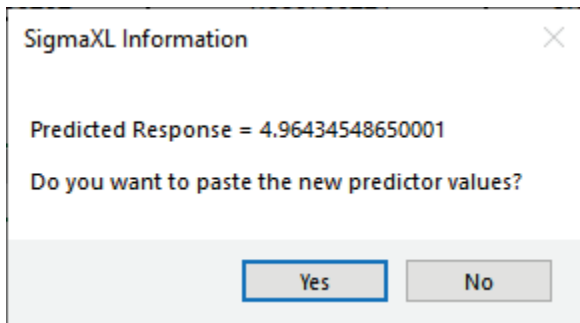 SigmaXL Information
Predicted Response = 4.96434548650001
Do you want to paste the new predictor values?
Yes
No